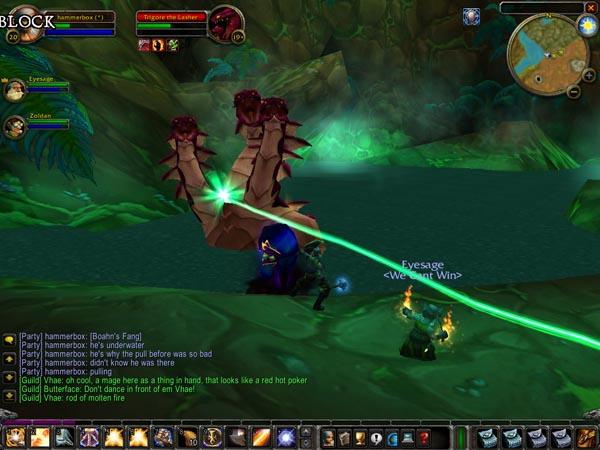 BLOCK
hammerbox (*)
20
Trigore the Lasher
19+
N
Eyesage
Zoldan
Eyesage
<We Cant Win>
[Party] hammerbox: [Boahn's Fang]
[Party] hammerbox: he's underwater
[Party] hammerbox: he's why the pull before was so bad
[Party] hammerbox: didn't know he was there
[Party] hammerbox: pulling
[Guild] Vhae: oh cool, a mage here as a thing in hand, that looks like a red hot poker
[Guild] Butterface: Don't dance in front of em Vhae!
[Guild] Vhae: rod of molten fire